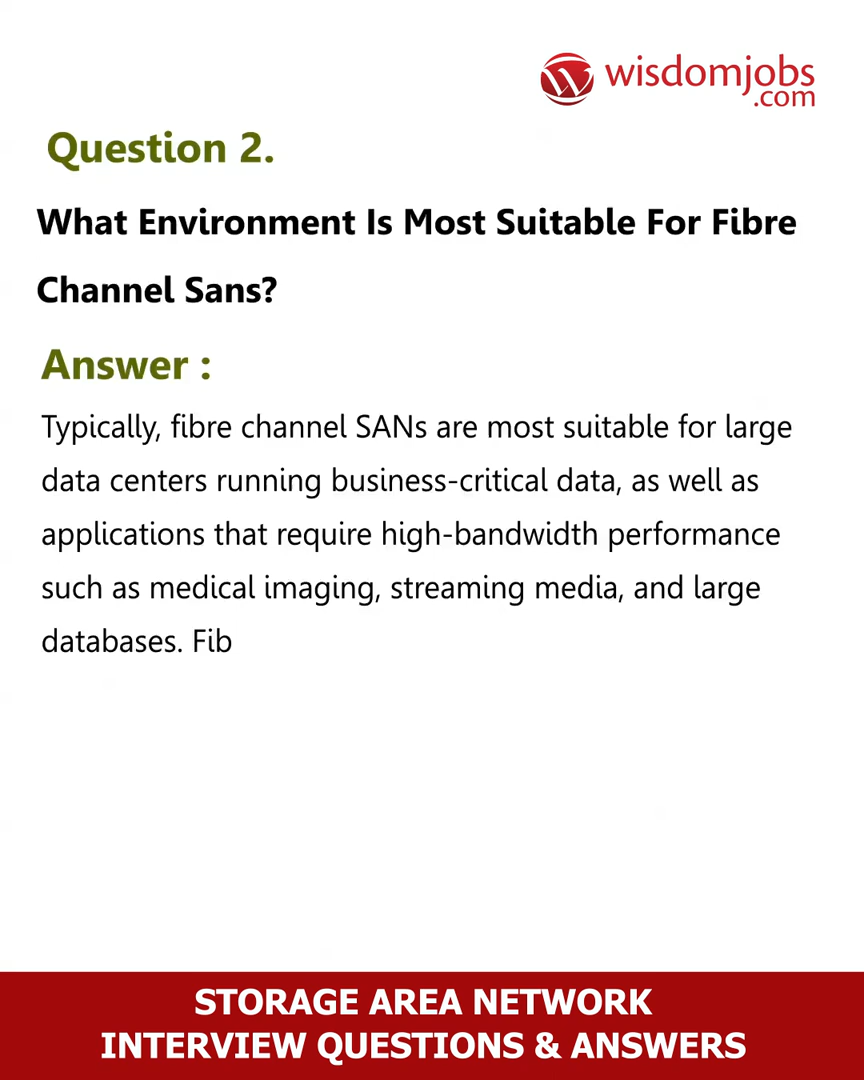 wisdomjobs
.com
Question 2.
What Environment Is Most Suitable For Fibre
Channel Sans?
Answer :
Typically, fibre channel SANs are most suitable for large
data centers running business-critical data, as well as
applications that require high-bandwidth performance
such as medical imaging, streaming media, and large
databases. Fib
STORAGE AREA NETWORK
INTERVIEW QUESTIONS & ANSWERS